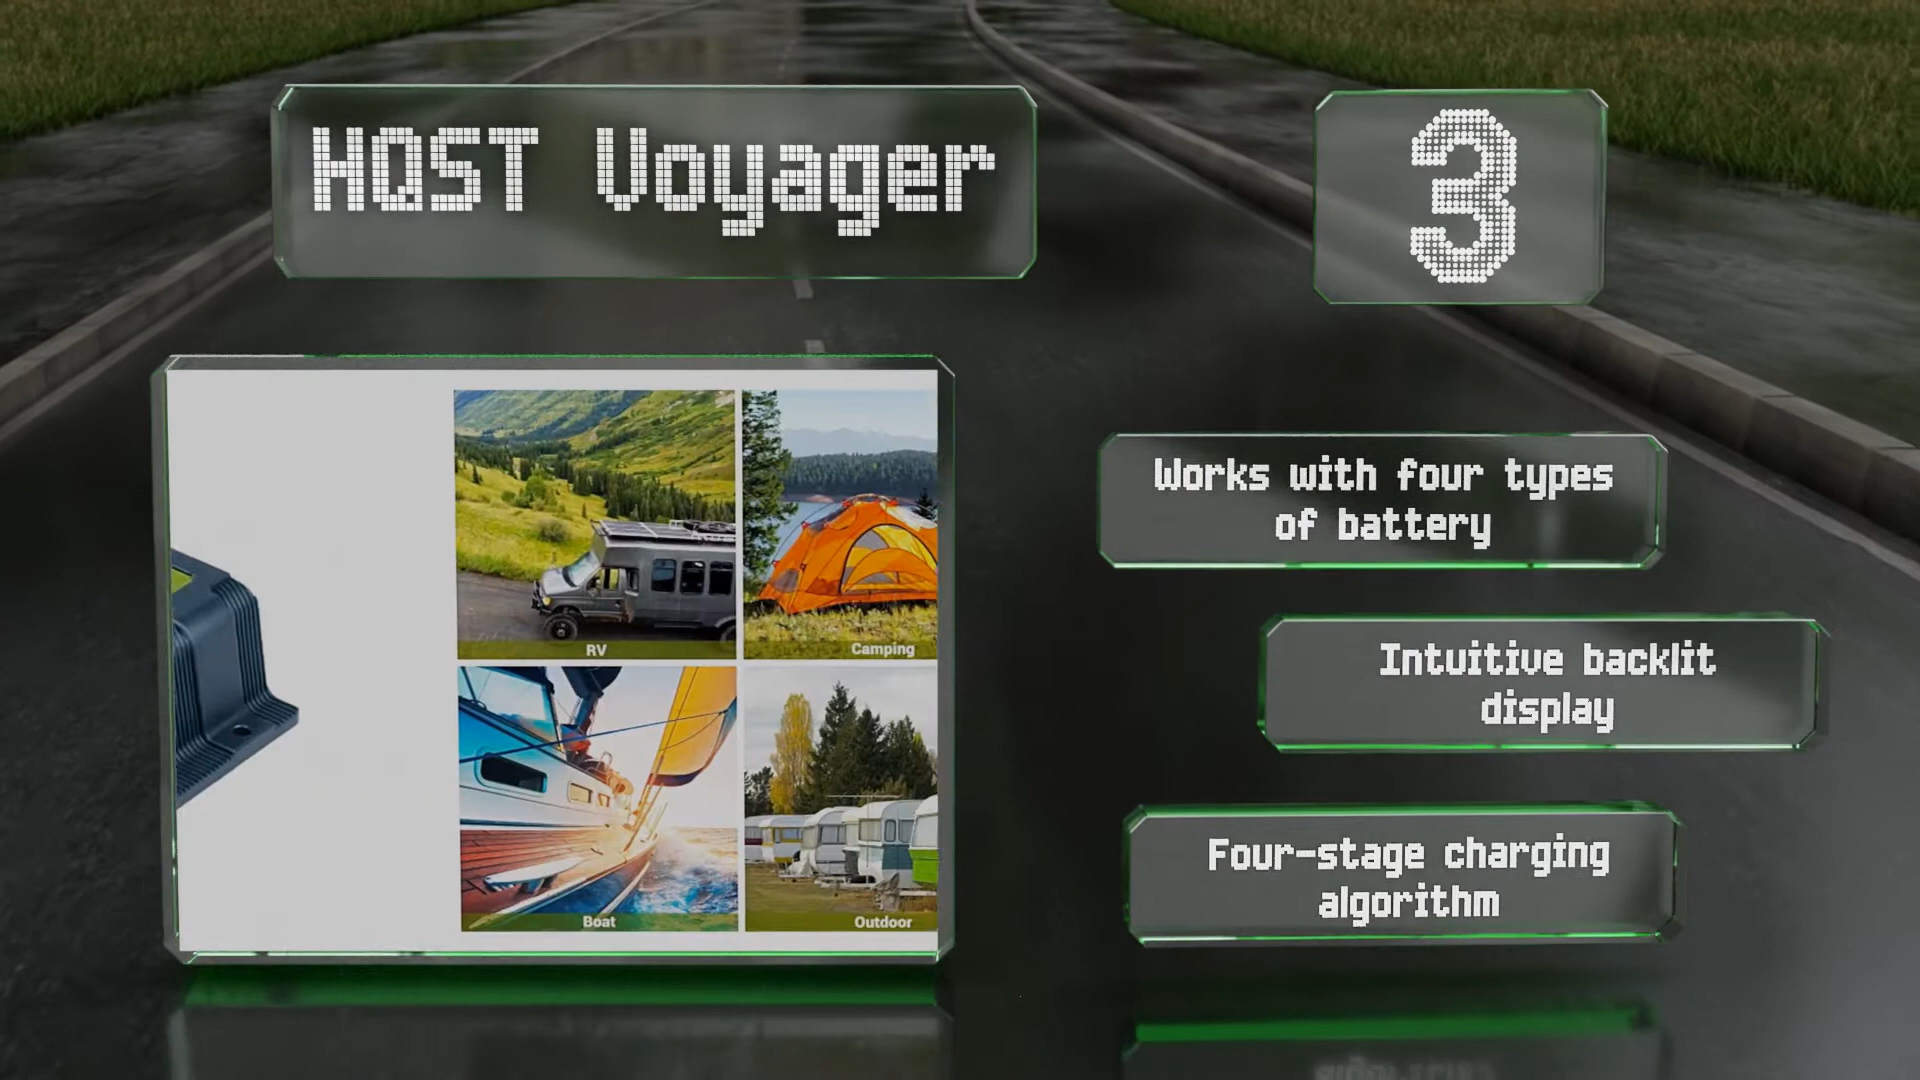 HQST Voyager
3
RV
Camping
Boat
Outdoor
Works with four types
of battery
Intuitive backlit
display
Four-stage charging
algorithm